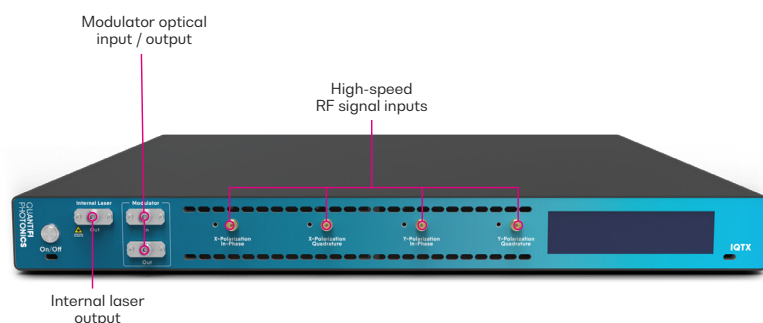 Modulator optical
input / output
High-speed
RF signal inputs
QUANTIFI
PHOTONICS
On/Off
Internal Laser
Out
Modulator
In
Out
X-Polarization
In-Phase
X-Polarization
Quadrature
Y-Polarization
In-Phase
Y-Polarization
Quadrature
IQTX
Internal laser
output